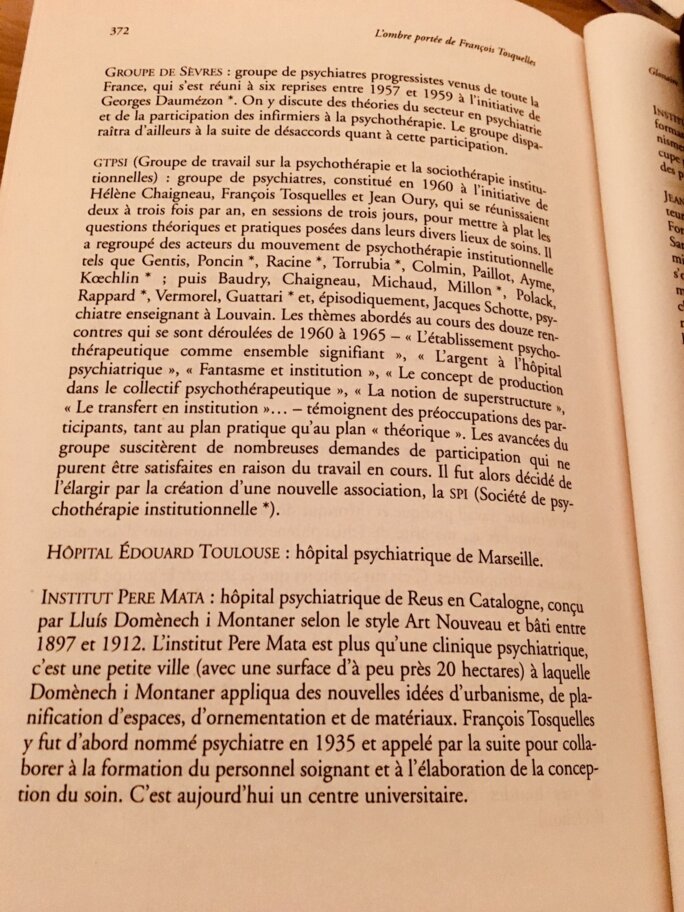 372
L'ombre portée de François Tosquelles
GROUPE DE SÈVRES : groupe de psychiatres progressistes venus de toute la
France, qui s'est réuni à six reprises entre 1957 et 1959 à l'initiative de
Georges Daumézon *. On y discute des théories du secteur en psychiatrie
et de la participation des infirmiers à la psychothérapie. Le groupe dispa-
raîtra d'ailleurs à la suite de désaccords quant à cette participation.
GTPSI (Groupe de travail sur la psychothérapie et la sociothérapie institu-
tionnelles) : groupe de psychiatres, constitué en 1960 à l'initiative de
Hélène Chaigneau, François Tosquelles et Jean Oury, qui se réunissaient
deux à trois fois par an, en sessions de trois jours, pour mettre à plat les
questions théoriques et pratiques posées dans leurs divers lieux de soins. Il
a regroupé des acteurs du mouvement de psychothérapie institutionnelle
tels que Gentis, Poncin *, Racine *, Torrubia *, Colmin, Paillot, Ayme,
Kœchlin * ; puis Baudry, Chaigneau, Michaud, Millon *, Polack,
Rappard *, Vermorel, Guattari * et, épisodiquement, Jacques Schotte, psy-
chiatre enseignant à Louvain. Les thèmes abordés au cours des douze ren-
contres qui se sont déroulées de 1960 à 1965 – « L'établissement psycho-
thérapeutique comme ensemble signifiant », « L'argent à l'hôpital
psychiatrique », « Fantasme et institution », « Le concept de production
dans le collectif psychothérapeutique », « La notion de superstructure »,
« Le transfert en institution »… – témoignent des préoccupations des par-
ticipants, tant au plan pratique qu'au plan « théorique ». Les avancées du
groupe suscitèrent de nombreuses demandes de participation qui ne
purent être satisfaites en raison du travail en cours. Il fut alors décidé de
l'élargir par la création d'une nouvelle association, la SPI (Société de psy-
chothérapie institutionnelle *).
HÔPITAL ÉDOUARD TOULOUSE : hôpital psychiatrique de Marseille.
INSTITUT PERE MATA : hôpital psychiatrique de Reus en Catalogne, conçu
par Lluís Domènech i Montaner selon le style Art Nouveau et bâti entre
1897 et 1912. L'institut Pere Mata est plus qu'une clinique psychiatrique,
c'est une petite ville (avec une surface d'à peu près 20 hectares) à laquelle
Domènech i Montaner appliqua des nouvelles idées d'urbanisme, de pla-
nification d'espaces, d'ornementation et de matériaux. François Tosquelles
y fut d'abord nommé psychiatre en 1935 et appelé par la suite pour colla-
borer à la formation du personnel soignant et à l'élaboration de la concep-
tion du soin. C'est aujourd'hui un centre universitaire.